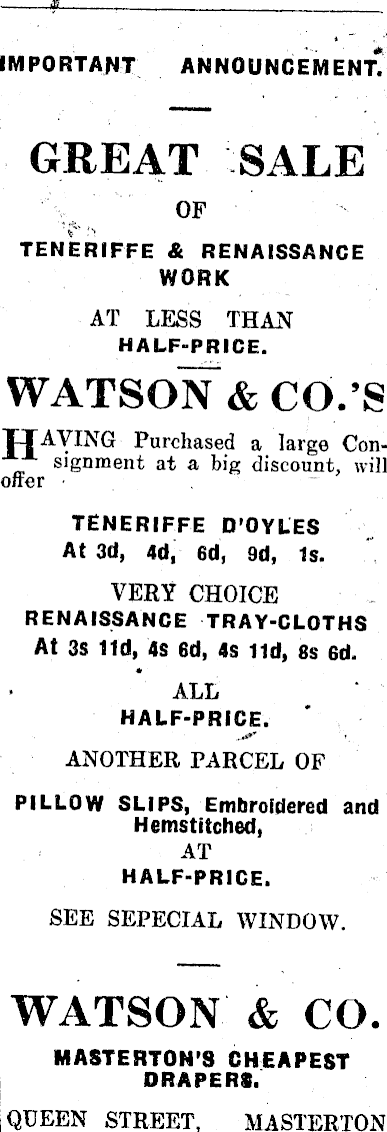 IMPORTANT ANNOUNCEMENT.
GREAT SALE
OF
TENERIFFE & RENAISSANCE
WORK
AT LESS THAN
HALF-PRICE.
WATSON & CO.'S
HAVING Purchased a large Con-
signment at a big discount, will
offer
TENERIFFE D'OYLES
At 3d, 4d, 6d, 9d, 1s.
VERY CHOICE
RENAISSANCE TRAY-CLOTHS
At 3s 11d, 4s 6d, 4s 11d, 8s 6d.
ALL
HALF-PRICE.
ANOTHER PARCEL OF
PILLOW SLIPS, Embroidered and
Hemstitched,
AT
HALF-PRICE.
SEE SEPECIAL WINDOW.
WATSON & CO.
MASTERTON'S CHEAPEST
DRAPERS.
QUEEN STREET, MASTERTON